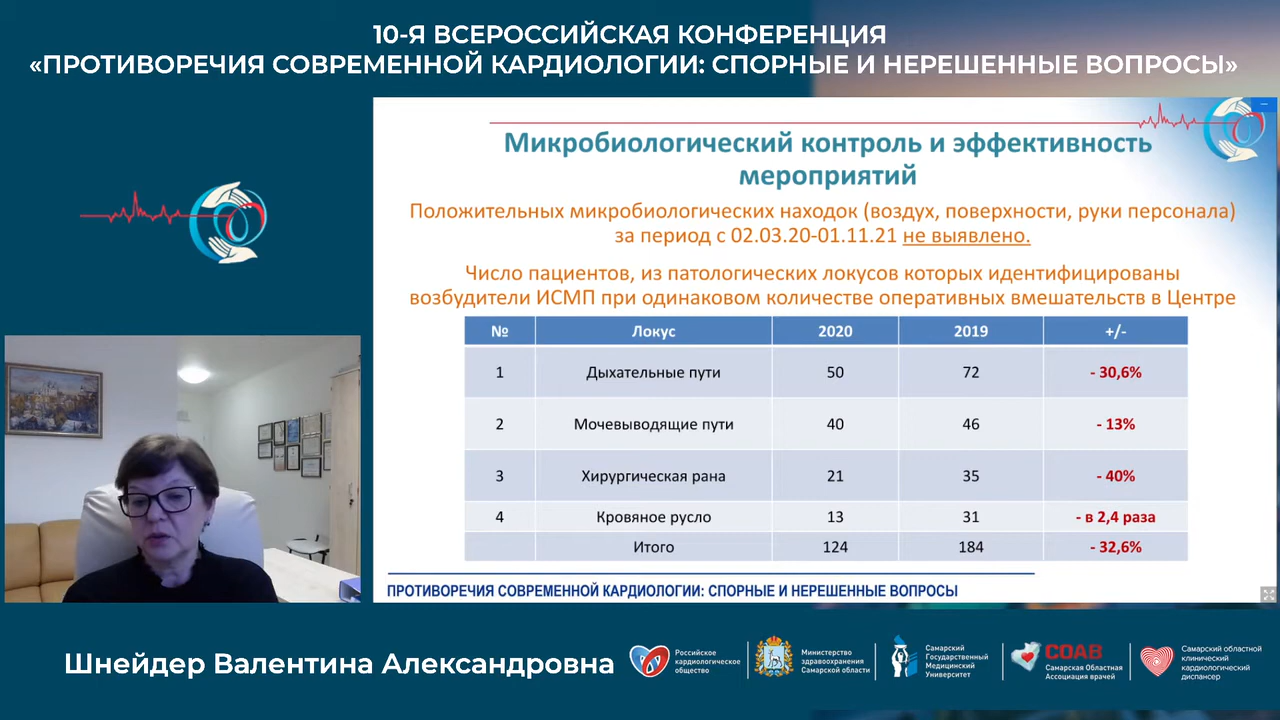 10-Я ВСЕРОССИЙСКАЯ КОНФЕРЕНЦИЯ
«ПРОТИВОРЕЧИЯ СОВРЕМЕННОЙ КАРДИОЛОГИИ: СПОРНЫЕ И НЕРЕШЕННЫЕ ВОПРОСЫ»
Микробиологический контроль и эффективность
мероприятий
Положительных микробиологических находок (воздух, поверхности, руки персонала)
за период с 02.03.20-01.11.21 не выявлено.
Число пациентов, из патологических локусов которых идентифицированы
возбудители ИСМП при одинаковом количестве оперативных вмешательств в Центре
№ Локус 2020 2019 +/-
1 Дыхательные пути 50 72 - 30,6%
2 Мочевыводящие пути 40 46 - 13%
3 Хирургическая рана 21 35 - 40%
4 Кровяное русло 13 31 - в 2,4 раза
Итого 124 184 - 32,6%
ПРОТИВОРЕЧИЯ СОВРЕМЕННОЙ КАРДИОЛОГИИ: СПОРНЫЕ И НЕРЕШЕННЫЕ ВОПРОСЫ
Шнейдер Валентина Александровна
Российское
кардиологическое
общество
Министерство
здравоохранения
Самарской области
Самарский
Государственный
Медицинский
Университет
СОАВ
Самарская Областная
Ассоциация врачей
Самарский областной
клинический
кардиологический
диспансер